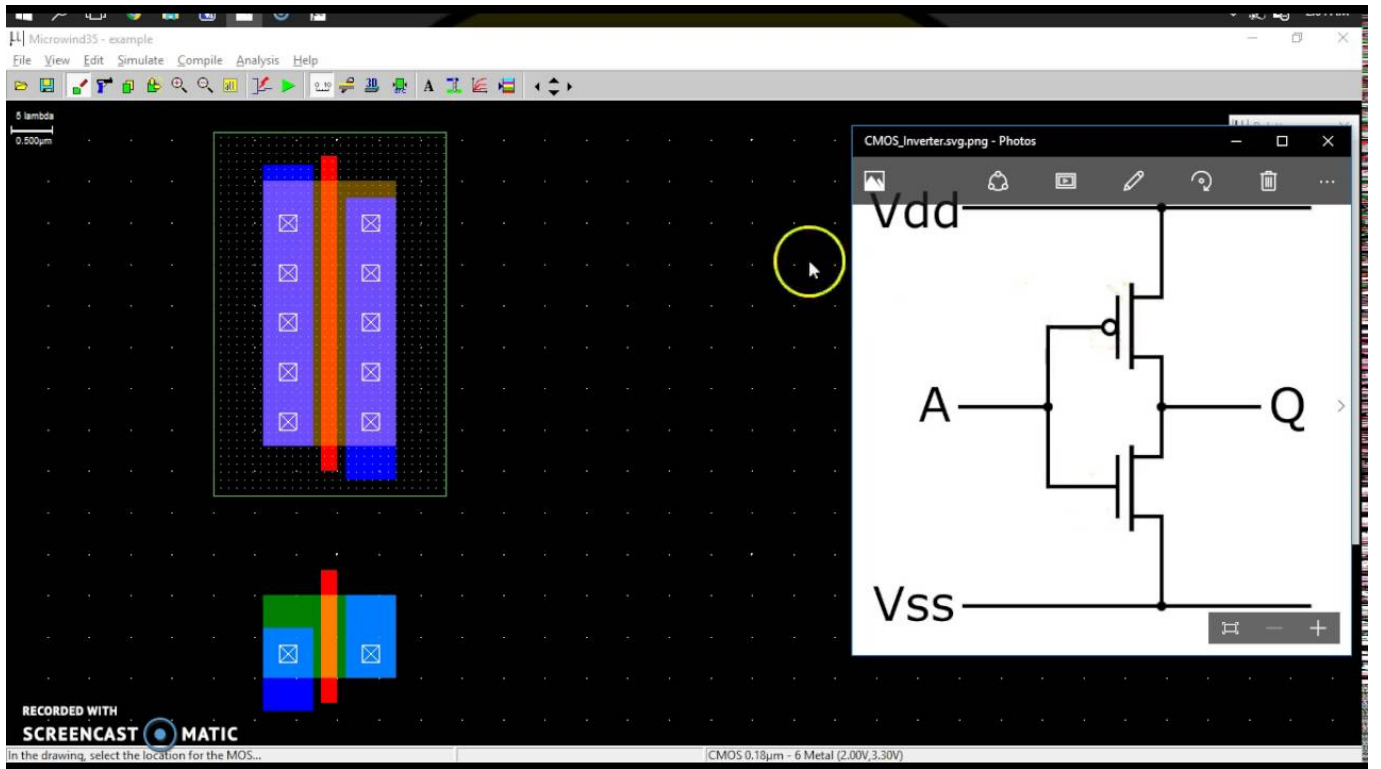 Microwind35 - example
File View Edit Simulate Compile Analysis Help
5 lambda
0.500µm
CMOS_Inverter.svg.png - Photos
Vdd
A
Q
Vss
RECORDED WITH
SCREENCAST MATIC
In the drawing, select the location for the MOS...
CMOS 0.18µm - 6 Metal (2.00V,3.30V)